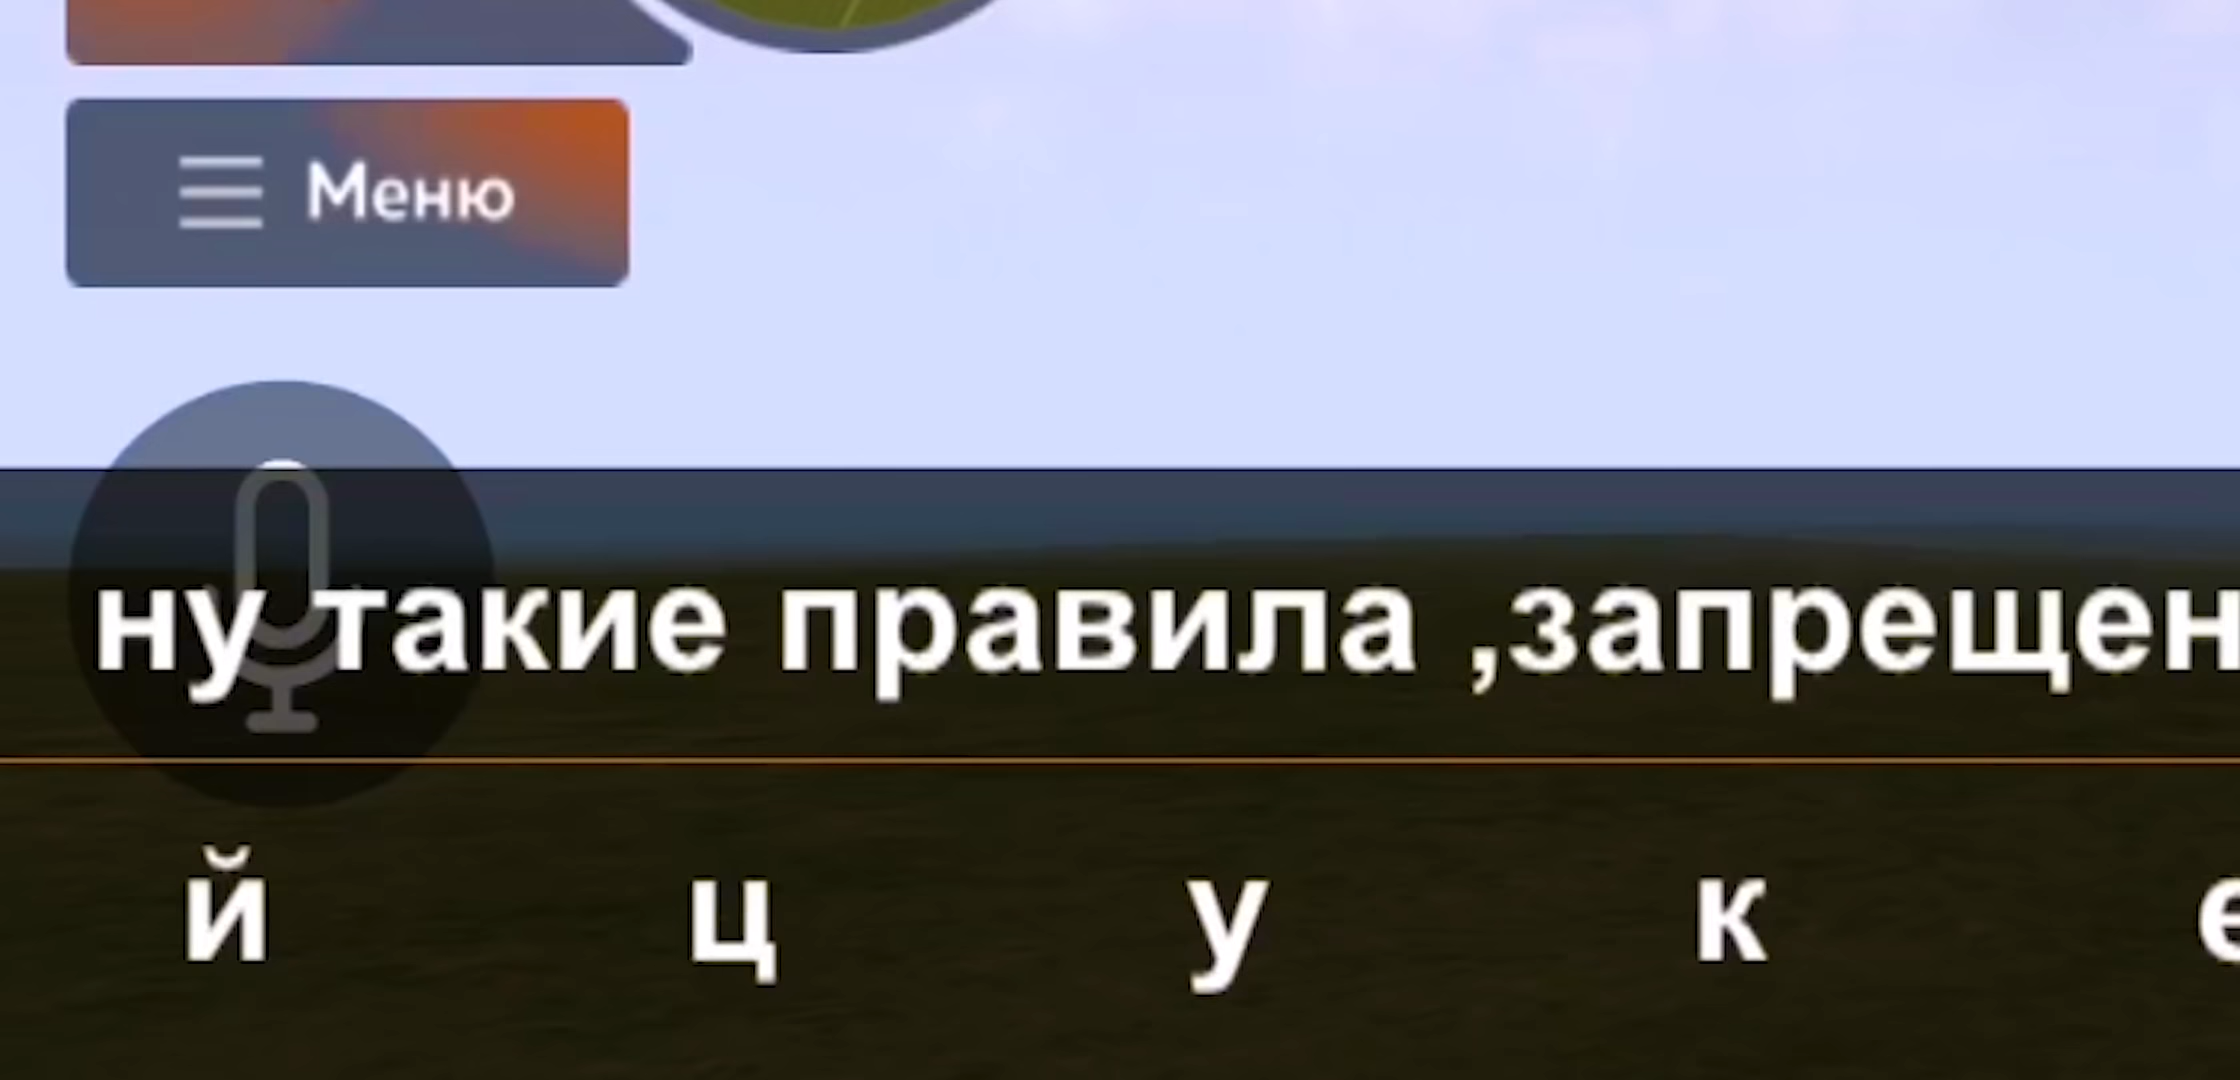 Меню
ну такие правила ,запрещен
й ц у к е